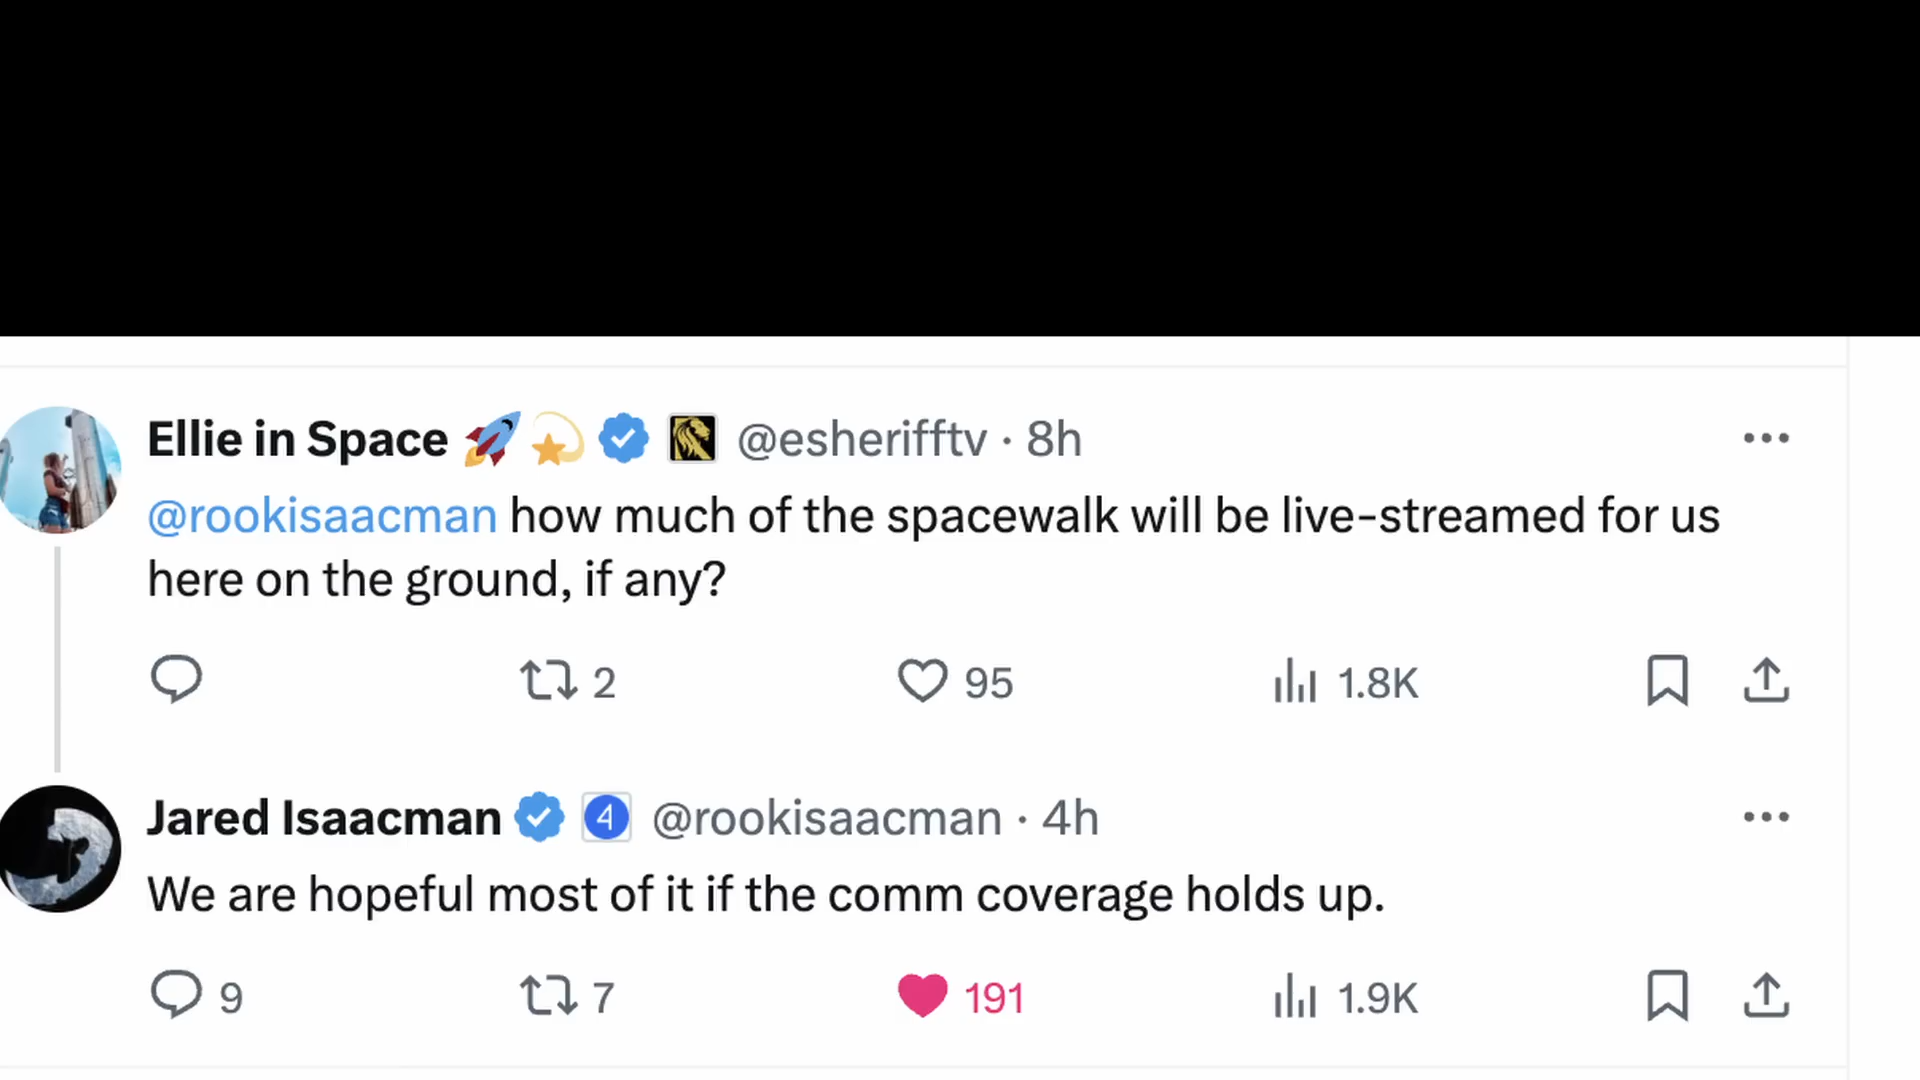 Ellie in Space 🚀💫 @esherifftv · 8h
@rookisaacman how much of the spacewalk will be live-streamed for us
here on the ground, if any?
2 95 1.8K
Jared Isaacman 4 @rookisaacman · 4h
We are hopeful most of it if the comm coverage holds up.
9 7 191 1.9K